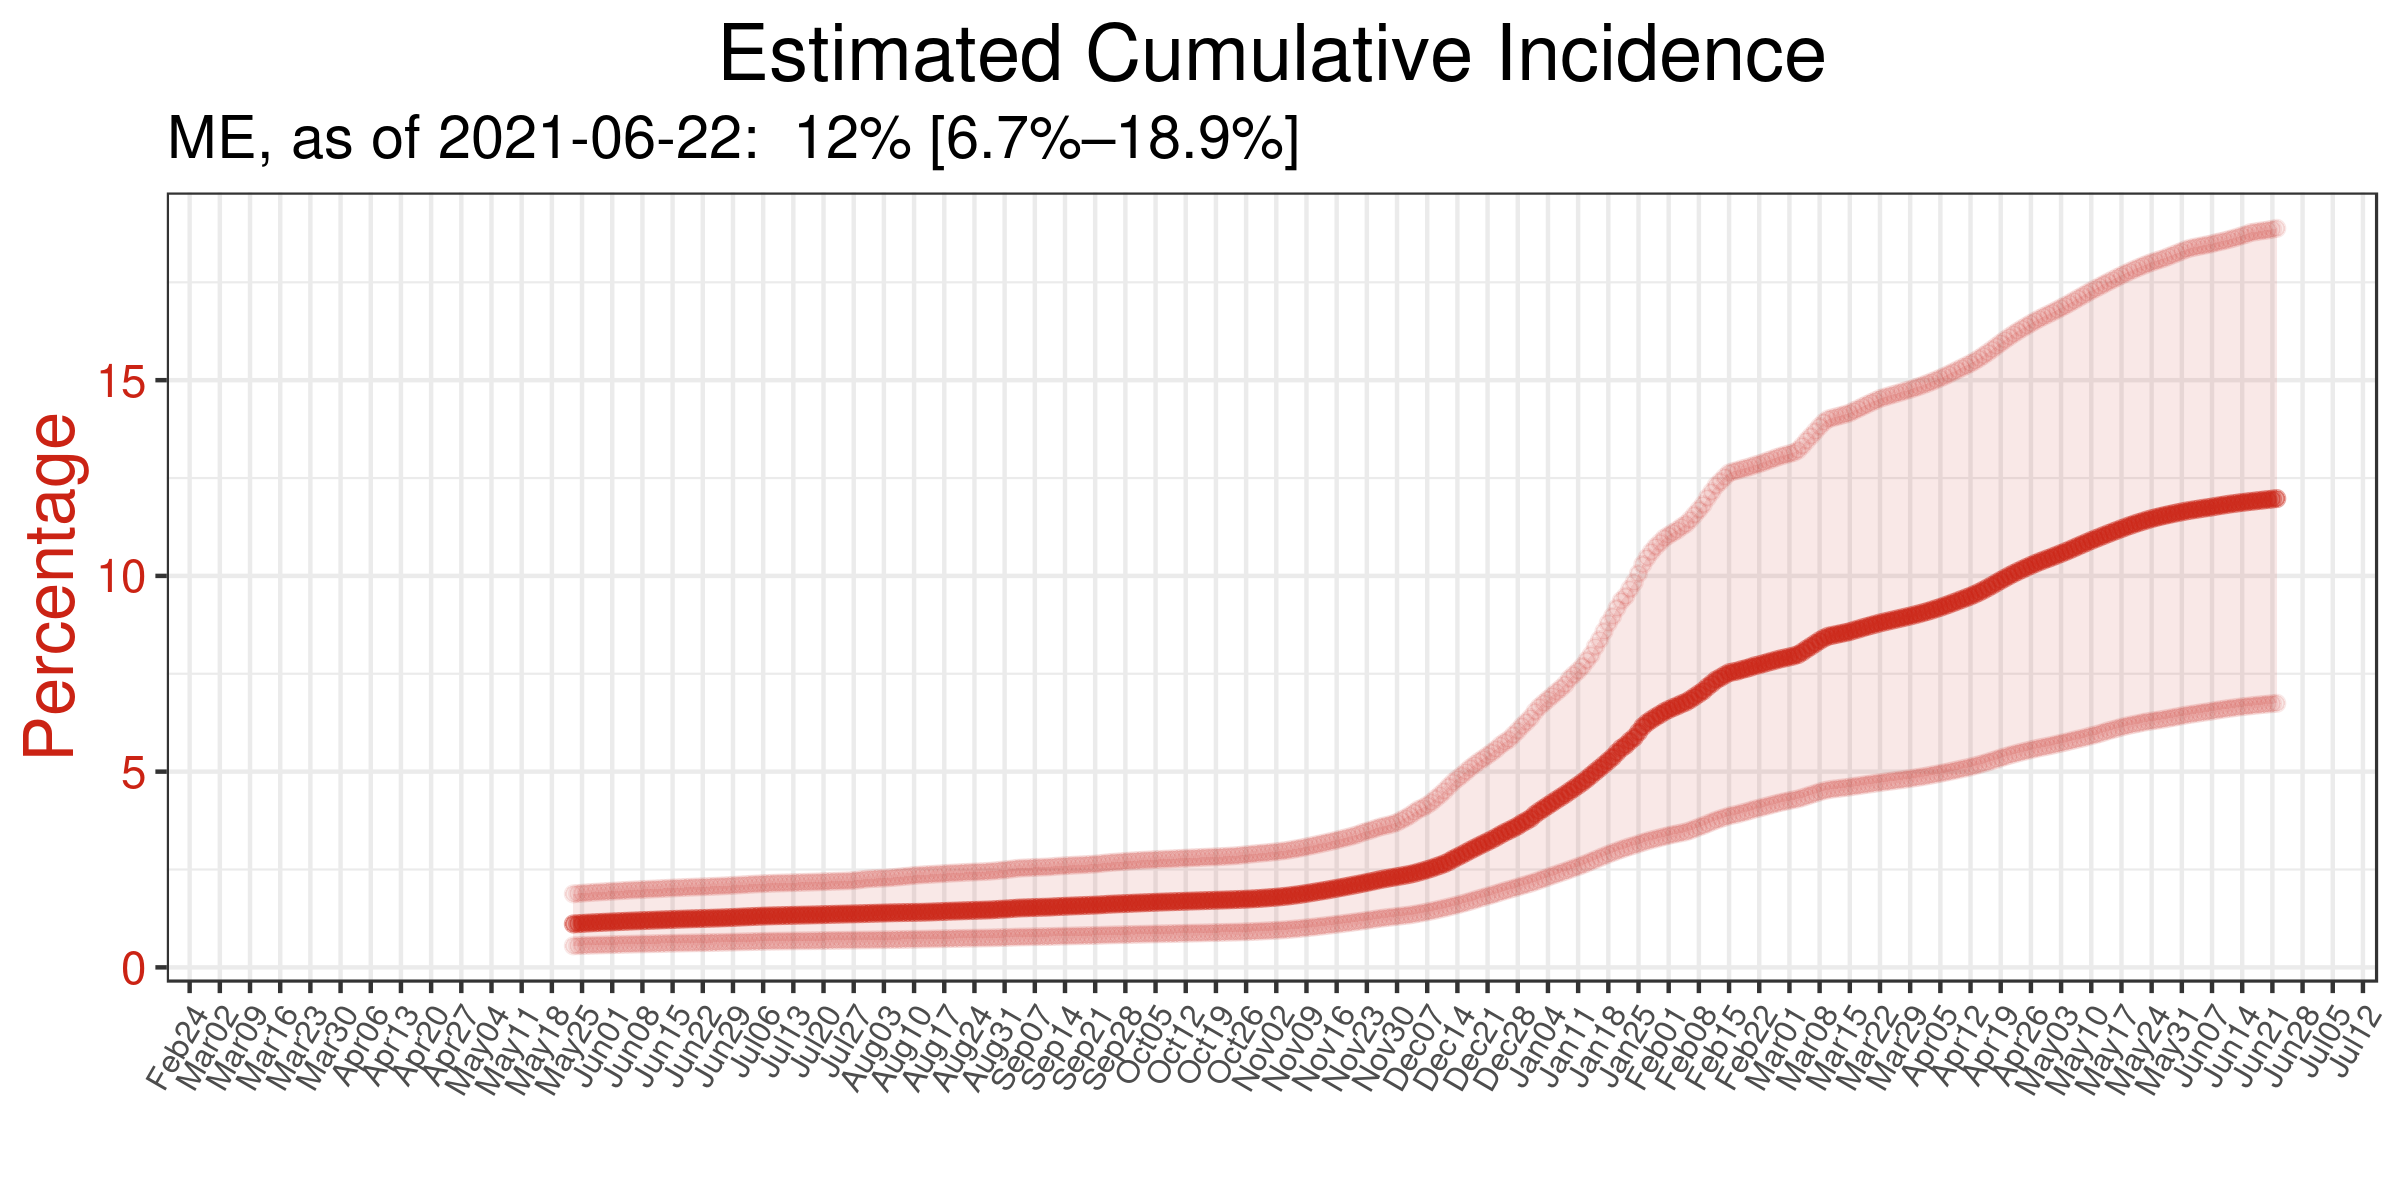 Estimated Cumulative Incidence
ME, as of 2021-06-22: 12% [6.7%–18.9%]
Percentage
15
10
5
0
Feb24
Mar02
Mar09
Mar16
Mar23
Mar30
Apr06
Apr13
Apr20
Apr27
May04
May11
May18
May25
Jun01
Jun08
Jun15
Jun22
Jun29
Jul06
Jul13
Jul20
Jul27
Aug03
Aug10
Aug17
Aug24
Aug31
Sep07
Sep14
Sep21
Sep28
Oct05
Oct12
Oct19
Oct26
Nov02
Nov09
Nov16
Nov23
Nov30
Dec07
Dec14
Dec21
Dec28
Jan04
Jan11
Jan18
Jan25
Feb01
Feb08
Feb15
Feb22
Mar01
Mar08
Mar15
Mar22
Mar29
Apr05
Apr12
Apr19
Apr26
May03
May10
May17
May24
May31
Jun07
Jun14
Jun21
Jun28
Jul05
Jul12